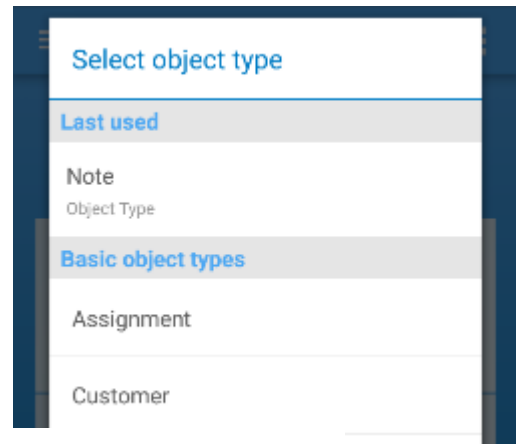 Select object type
Last used
Note
Object Type
Basic object types
Assignment
Customer